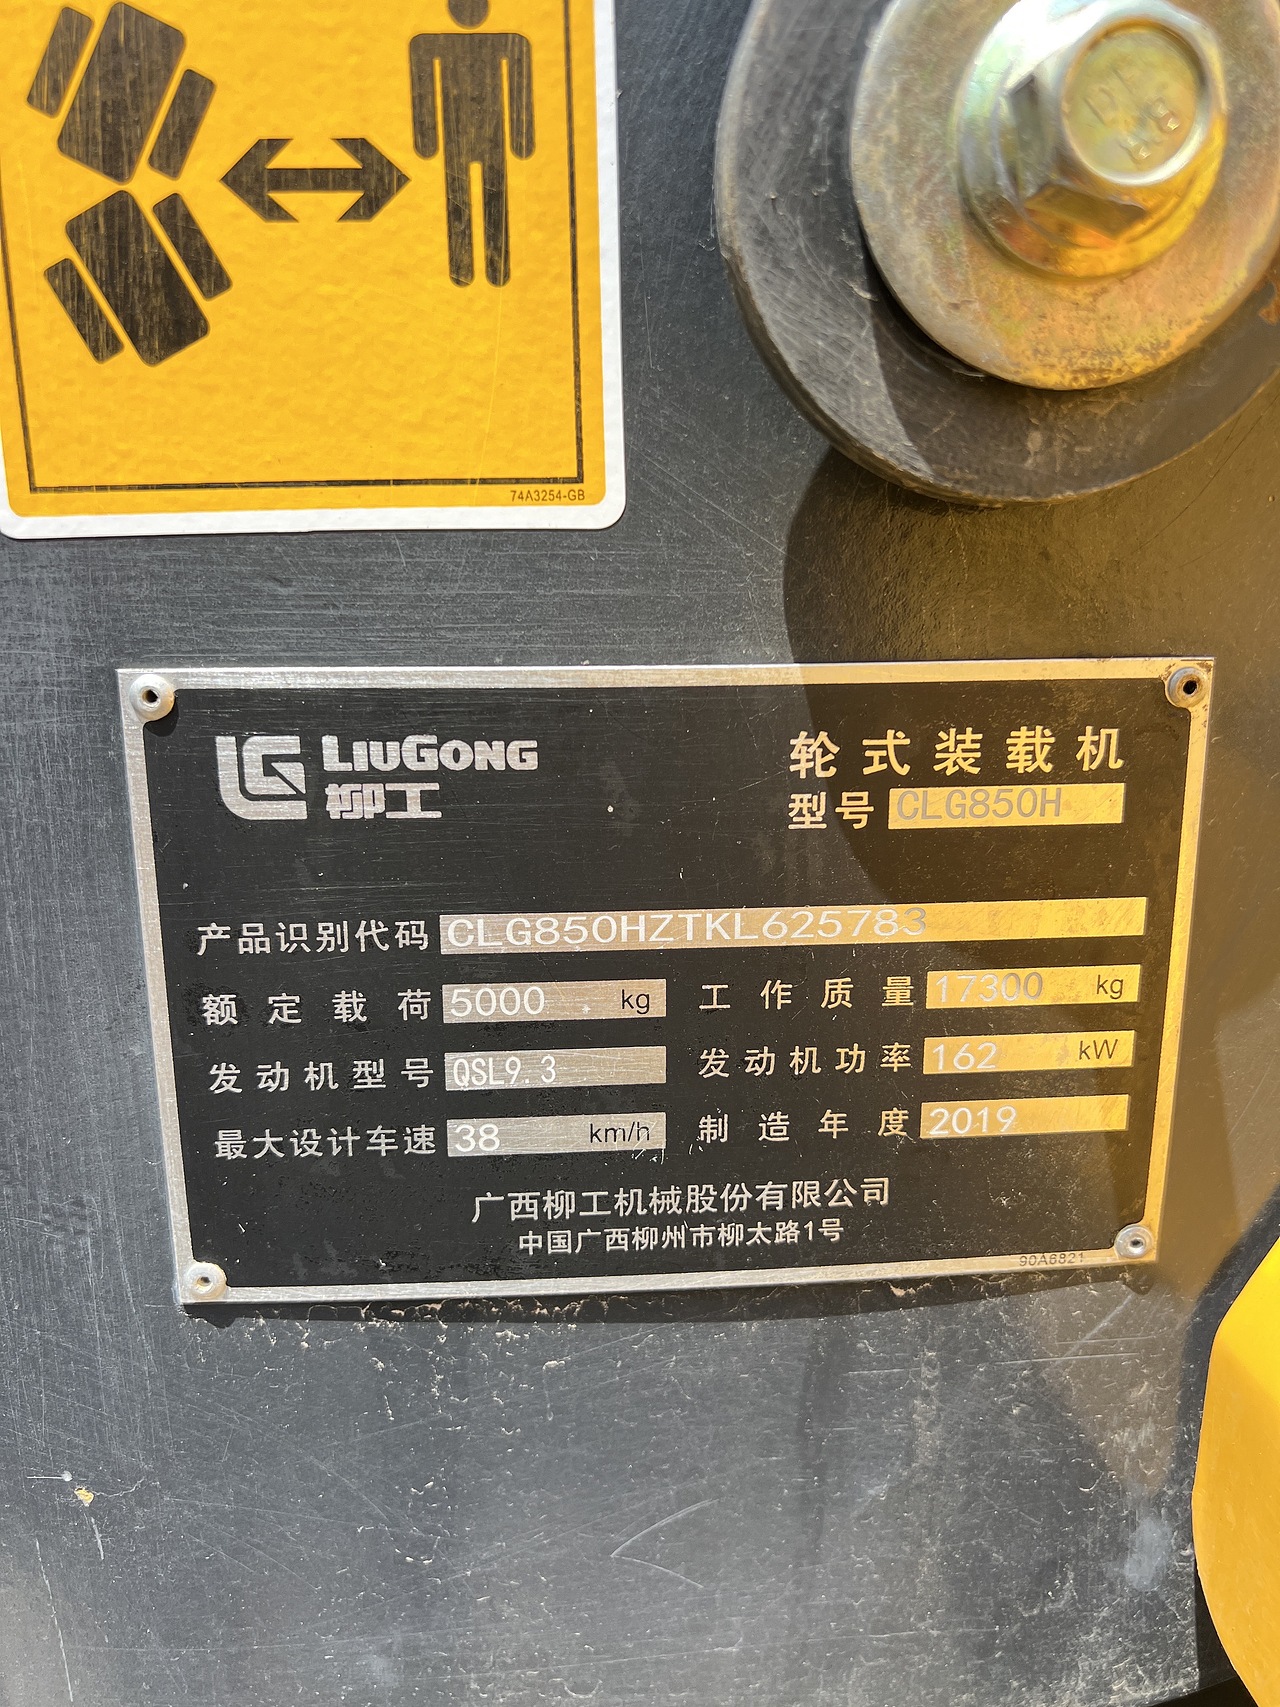 74A3254-GB
LIUGONG
柳工
轮式装载机
型号 CLG850H
产品识别代码 CLG850HZTKL625783
额定载荷 5000 kg 工作质量 17300 kg
发动机型号 QSL9.3 发动机功率 162 kW
最大设计车速 38 km/h 制造年度 2019
广西柳工机械股份有限公司
中国广西柳州市柳太路1号
90A6821